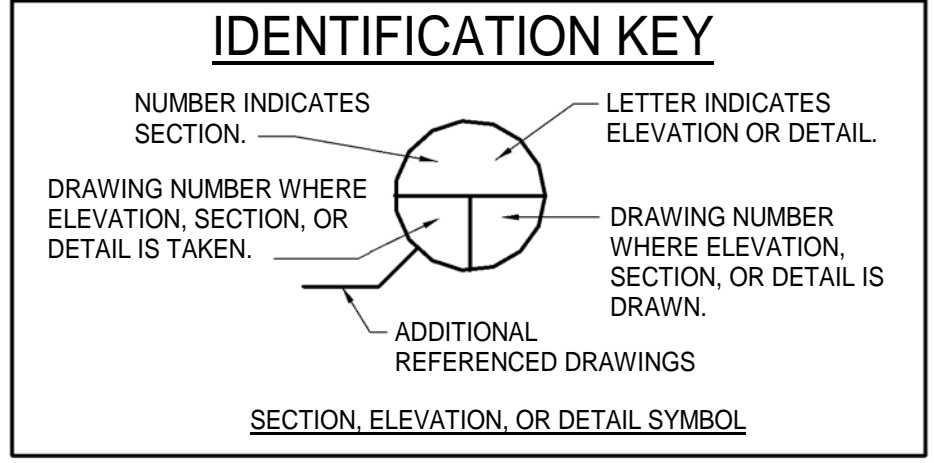 IDENTIFICATION KEY
NUMBER INDICATES
SECTION.
LETTER INDICATES
ELEVATION OR DETAIL.
DRAWING NUMBER WHERE
ELEVATION, SECTION, OR
DETAIL IS TAKEN.
DRAWING NUMBER
WHERE ELEVATION,
SECTION, OR DETAIL IS
DRAWN.
ADDITIONAL
REFERENCED DRAWINGS
SECTION, ELEVATION, OR DETAIL SYMBOL